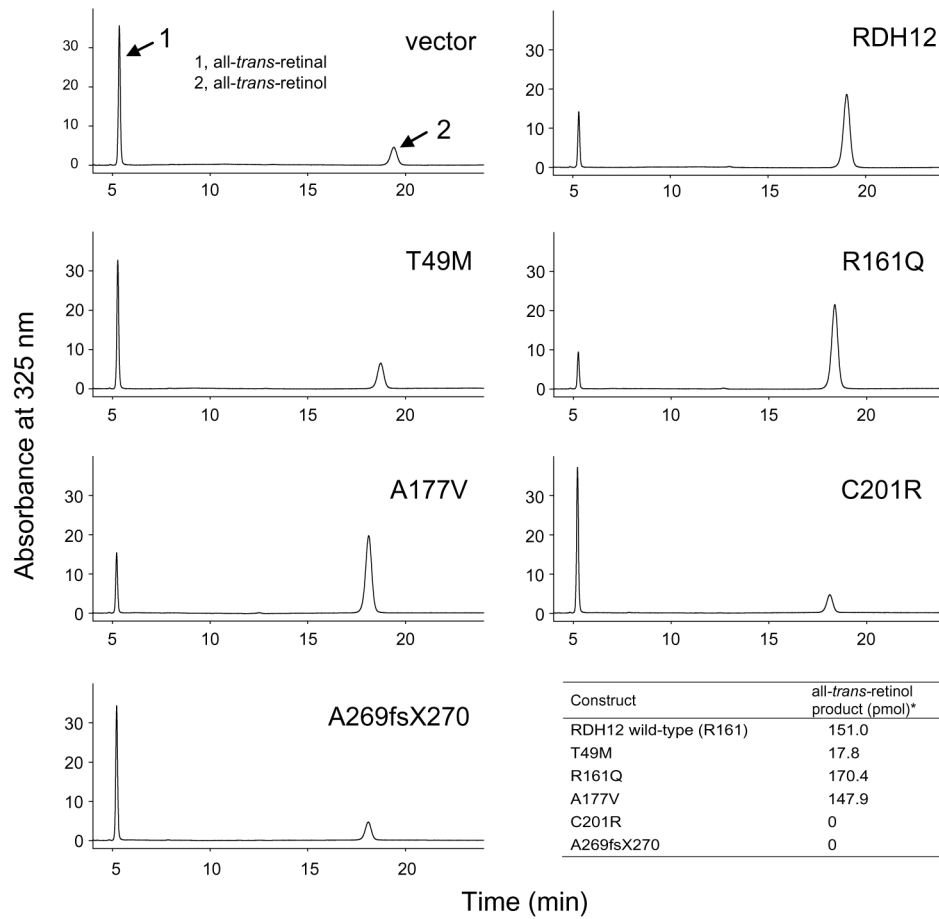 Absorbance at 325 nm
vector
1
1, all-trans-retinal
2, all-trans-retinol
2
30
20
10
0
5 10 15 20
RDH12
30
20
10
0
5 10 15 20
T49M
30
20
10
0
5 10 15 20
R161Q
30
20
10
0
5 10 15 20
A177V
30
20
10
0
5 10 15 20
C201R
30
20
10
0
5 10 15 20
A269fsX270
30
20
10
0
5 10 15 20
Construct all-trans-retinol
product (pmol)*
RDH12 wild-type (R161) 151.0
T49M 17.8
R161Q 170.4
A177V 147.9
C201R 0
A269fsX270 0
Time (min)